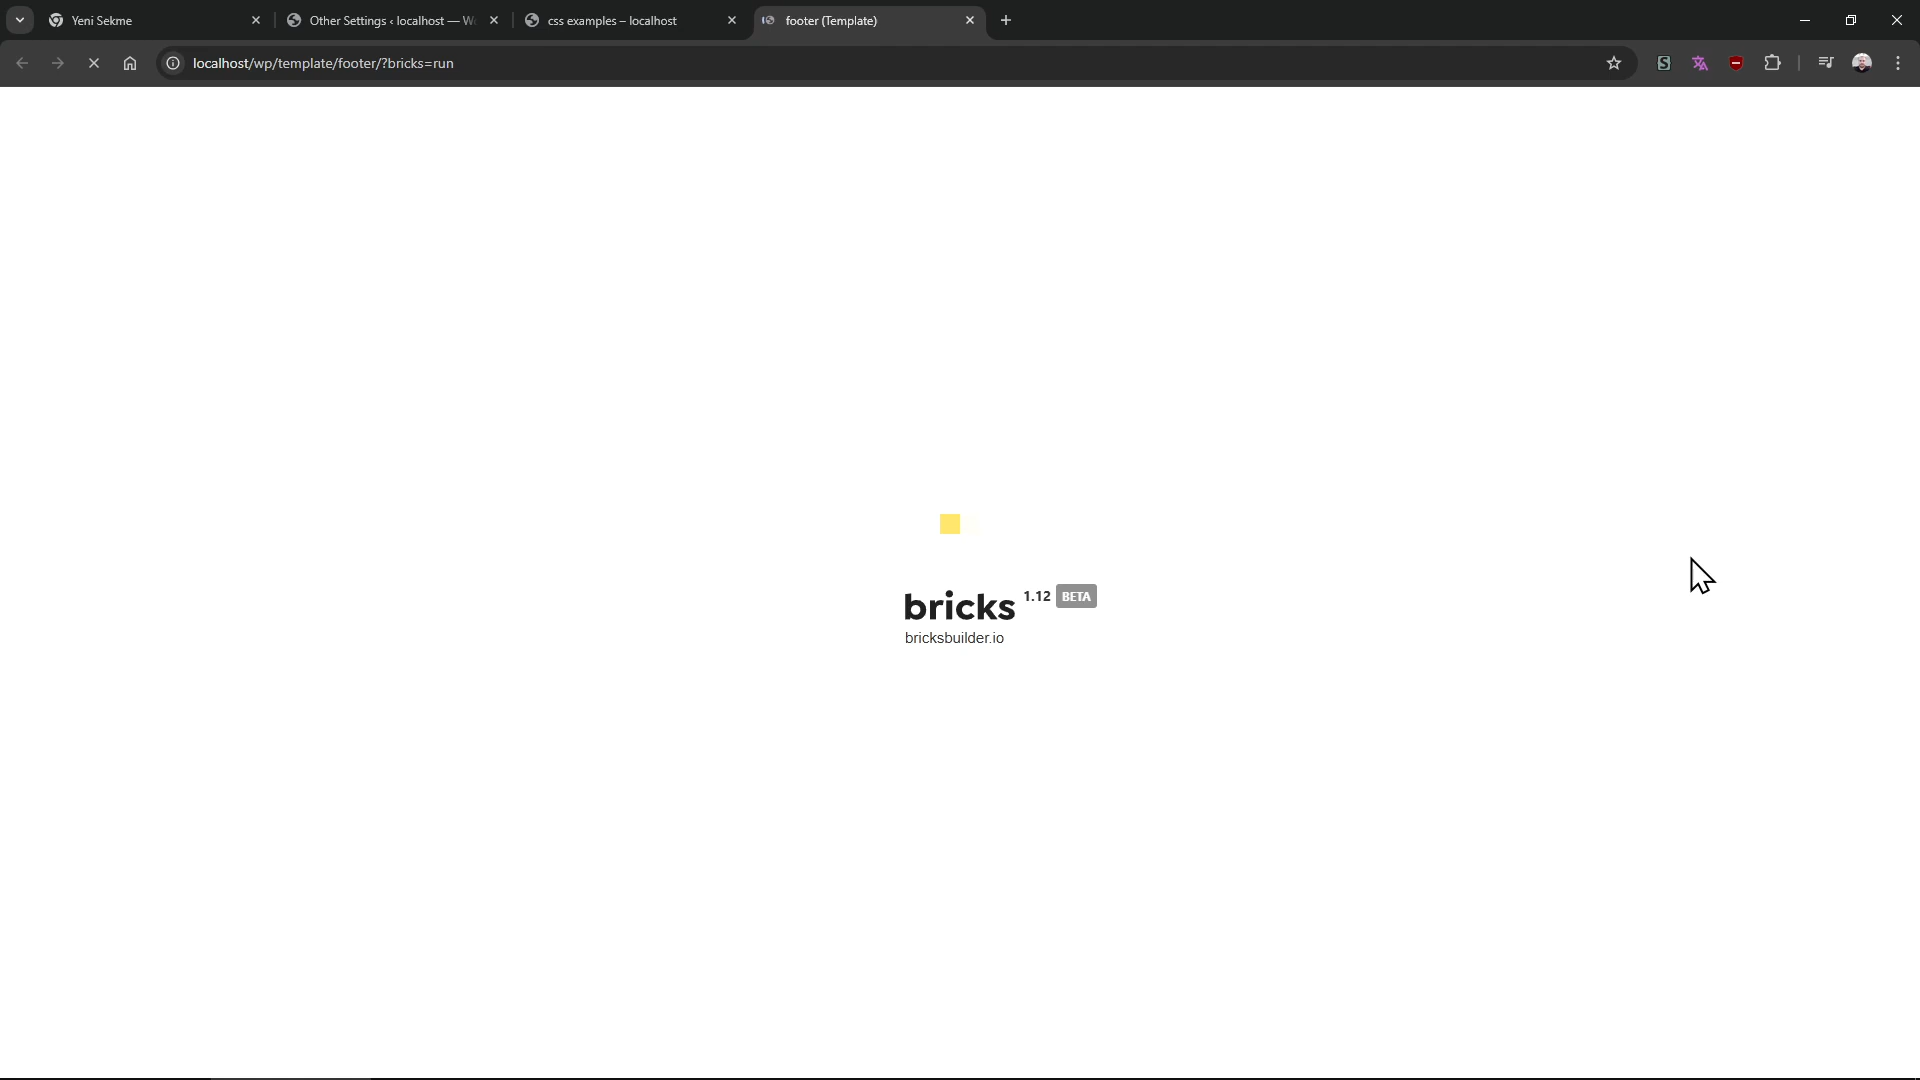 Yeni Sekme
Other Settings ‹ localhost — W
css examples – localhost
footer (Template)
localhost/wp/template/footer/?bricks=run
bricks 1.12 BETA
bricksbuilder.io